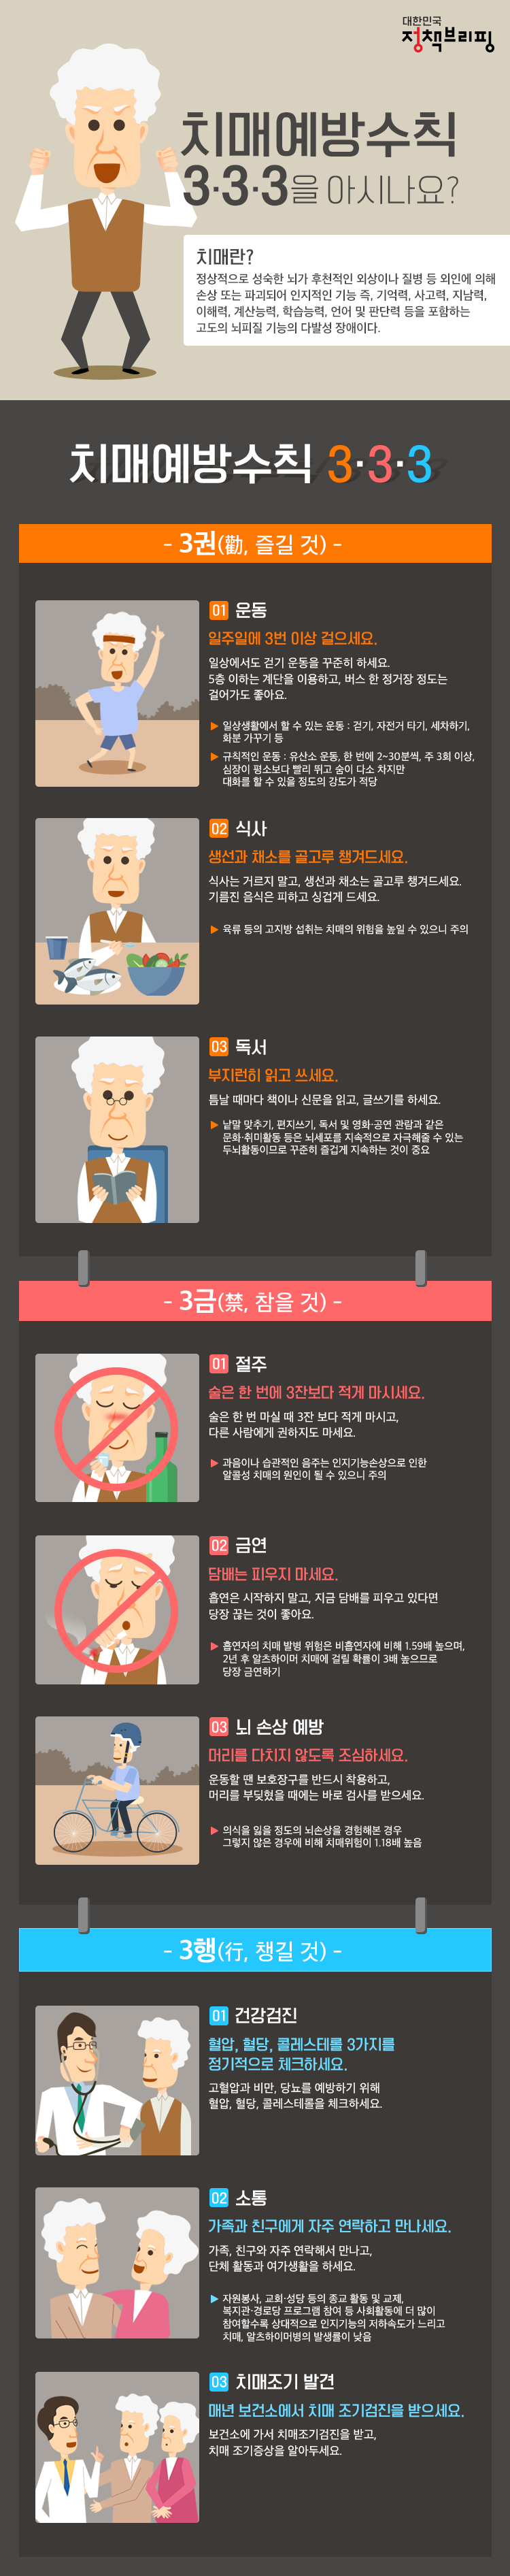 대한민국
정책브리핑
치매예방수칙
3·3·3을 아시나요?
치매란?
정상적으로 성숙한 뇌가 후천적인 외상이나 질병 등 외인에 의해
손상 또는 파괴되어 인지적인 기능 즉, 기억력, 사고력, 지남력,
이해력, 계산능력, 학습능력, 언어 및 판단력 등을 포함하는
고도의 뇌피질 기능의 다발성 장애이다.
치매예방수칙 3·3·3
- 3권(勸, 즐길 것) -
01 운동
일주일에 3번 이상 걸으세요.
일상에서도 걷기 운동을 꾸준히 하세요.
5층 이하는 계단을 이용하고, 버스 한 정거장 정도는
걸어가도 좋아요.
▶ 일상생활에서 할 수 있는 운동 : 걷기, 자전거 타기, 세차하기,
화분 가꾸기 등
▶ 규칙적인 운동 : 유산소 운동, 한 번에 2~30분씩, 주 3회 이상,
심장이 평소보다 빨리 뛰고 숨이 다소 차지만
대화를 할 수 있을 정도의 강도가 적당
02 식사
생선과 채소를 골고루 챙겨드세요.
식사는 거르지 말고, 생선과 채소는 골고루 챙겨드세요.
기름진 음식은 피하고 싱겁게 드세요.
▶ 육류 등의 고지방 섭취는 치매의 위험을 높일 수 있으니 주의
03 독서
부지런히 읽고 쓰세요.
틈날 때마다 책이나 신문을 읽고, 글쓰기를 하세요.
▶ 낱말 맞추기, 편지쓰기, 독서 및 영화·공연 관람과 같은
문화·취미활동 등은 뇌세포를 지속적으로 자극해줄 수 있는
두뇌활동이므로 꾸준히 즐겁게 지속하는 것이 중요
- 3금(禁, 참을 것) -
01 절주
술은 한 번에 3잔보다 적게 마시세요.
술은 한 번 마실 때 3잔 보다 적게 마시고,
다른 사람에게 권하지도 마세요.
▶ 과음이나 습관적인 음주는 인지기능손상으로 인한
알콜성 치매의 원인이 될 수 있으니 주의
02 금연
담배는 피우지 마세요.
흡연은 시작하지 말고, 지금 담배를 피우고 있다면
당장 끊는 것이 좋아요.
▶ 흡연자의 치매 발병 위험은 비흡연자에 비해 1.59배 높으며,
2년 후 알츠하이머 치매에 걸릴 확률이 3배 높으므로
당장 금연하기
03 뇌 손상 예방
머리를 다치지 않도록 조심하세요.
운동할 땐 보호장구를 반드시 착용하고,
머리를 부딪혔을 때에는 바로 검사를 받으세요.
▶ 의식을 잃을 정도의 뇌손상을 경험해본 경우
그렇지 않은 경우에 비해 치매위험이 1.18배 높음
- 3행(行, 챙길 것) -
01 건강검진
혈압, 혈당, 콜레스테롤 3가지를
정기적으로 체크하세요.
고혈압과 비만, 당뇨를 예방하기 위해
혈압, 혈당, 콜레스테롤을 체크하세요.
02 소통
가족과 친구에게 자주 연락하고 만나세요.
가족, 친구와 자주 연락해서 만나고,
단체 활동과 여가생활을 하세요.
▶ 자원봉사, 교회·성당 등의 종교 활동 및 교제,
복지관·경로당 프로그램 참여 등 사회활동에 더 많이
참여할수록 상대적으로 인지기능의 저하속도가 느리고
치매, 알츠하이머병의 발생률이 낮음
03 치매조기 발견
매년 보건소에서 치매 조기검진을 받으세요.
보건소에 가서 치매조기검진을 받고,
치매 조기증상을 알아두세요.